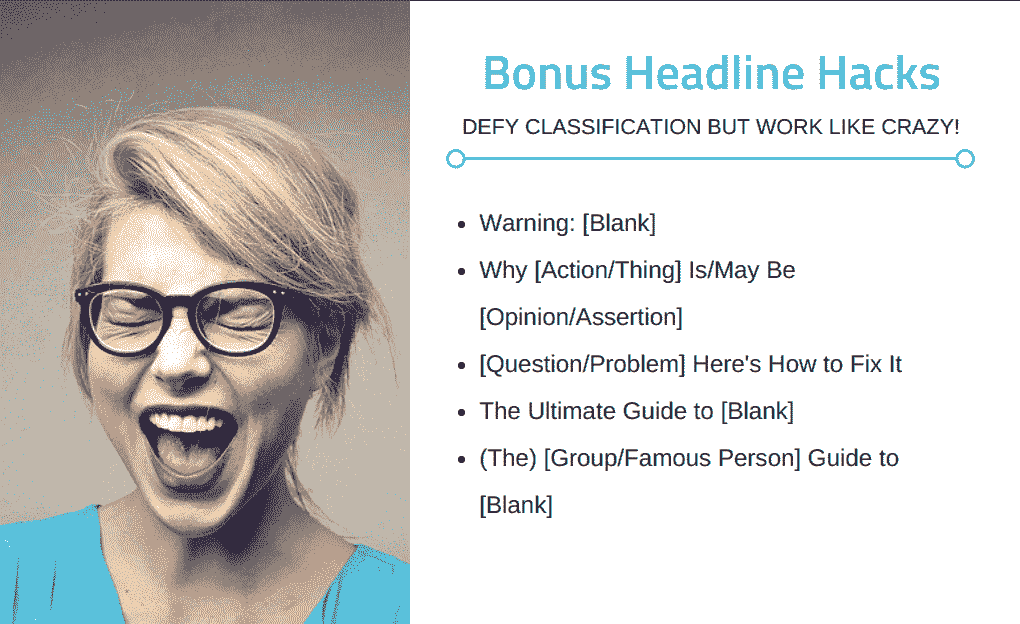 Bonus Headline Hacks
DEFY CLASSIFICATION BUT WORK LIKE CRAZY!
• Warning: [Blank]
• Why [Action/Thing] Is/May Be
[Opinion/Assertion]
• [Question/Problem] Here's How to Fix It
• The Ultimate Guide to [Blank]
• (The) [Group/Famous Person] Guide to
[Blank]